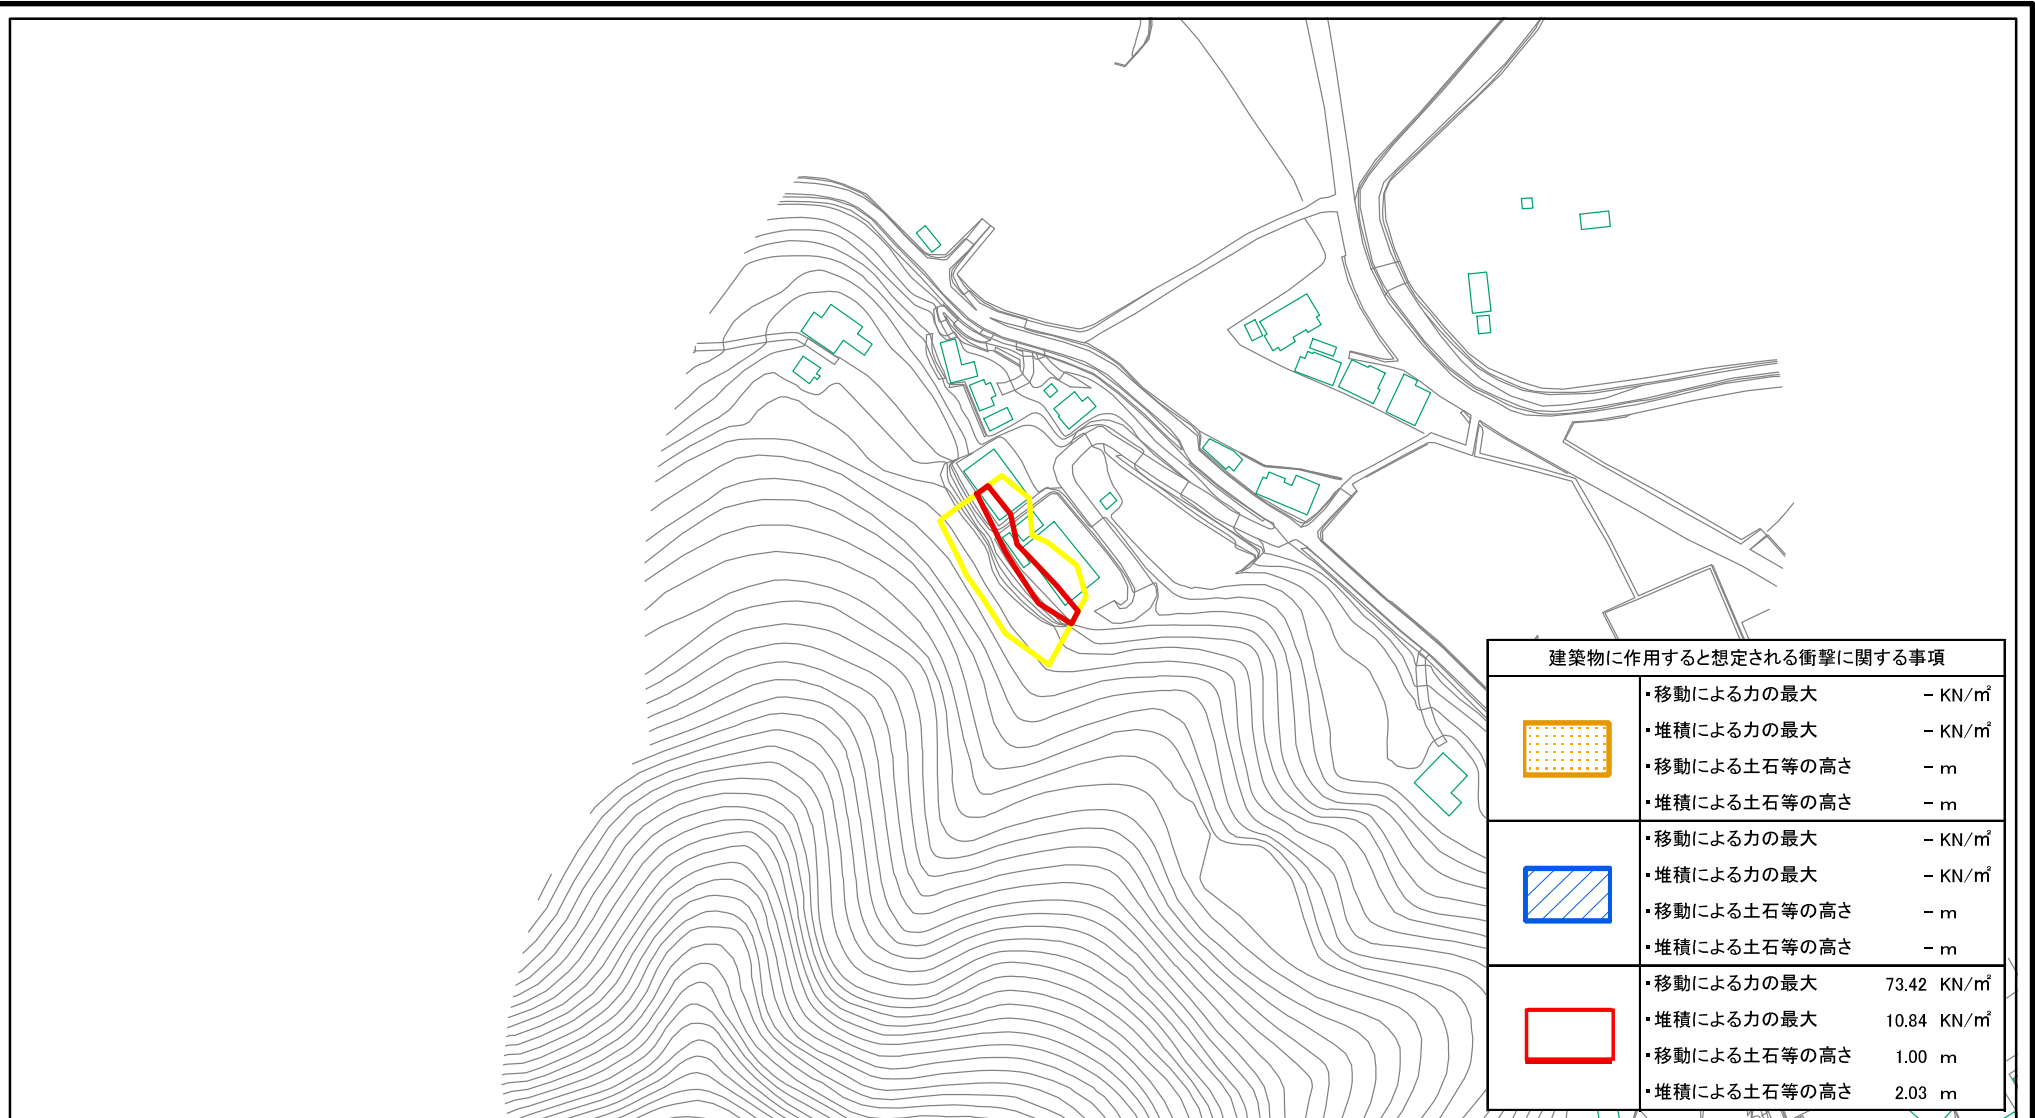 建築物に作用すると想定される衝撃に関する事項
・移動による力の最大 - KN/㎡
・堆積による力の最大 - KN/㎡
・移動による土石等の高さ - m
・堆積による土石等の高さ - m
・移動による力の最大 - KN/㎡
・堆積による力の最大 - KN/㎡
・移動による土石等の高さ - m
・堆積による土石等の高さ - m
・移動による力の最大 73.42 KN/㎡
・堆積による力の最大 10.84 KN/㎡
・移動による土石等の高さ 1.00 m
・堆積による土石等の高さ 2.03 m